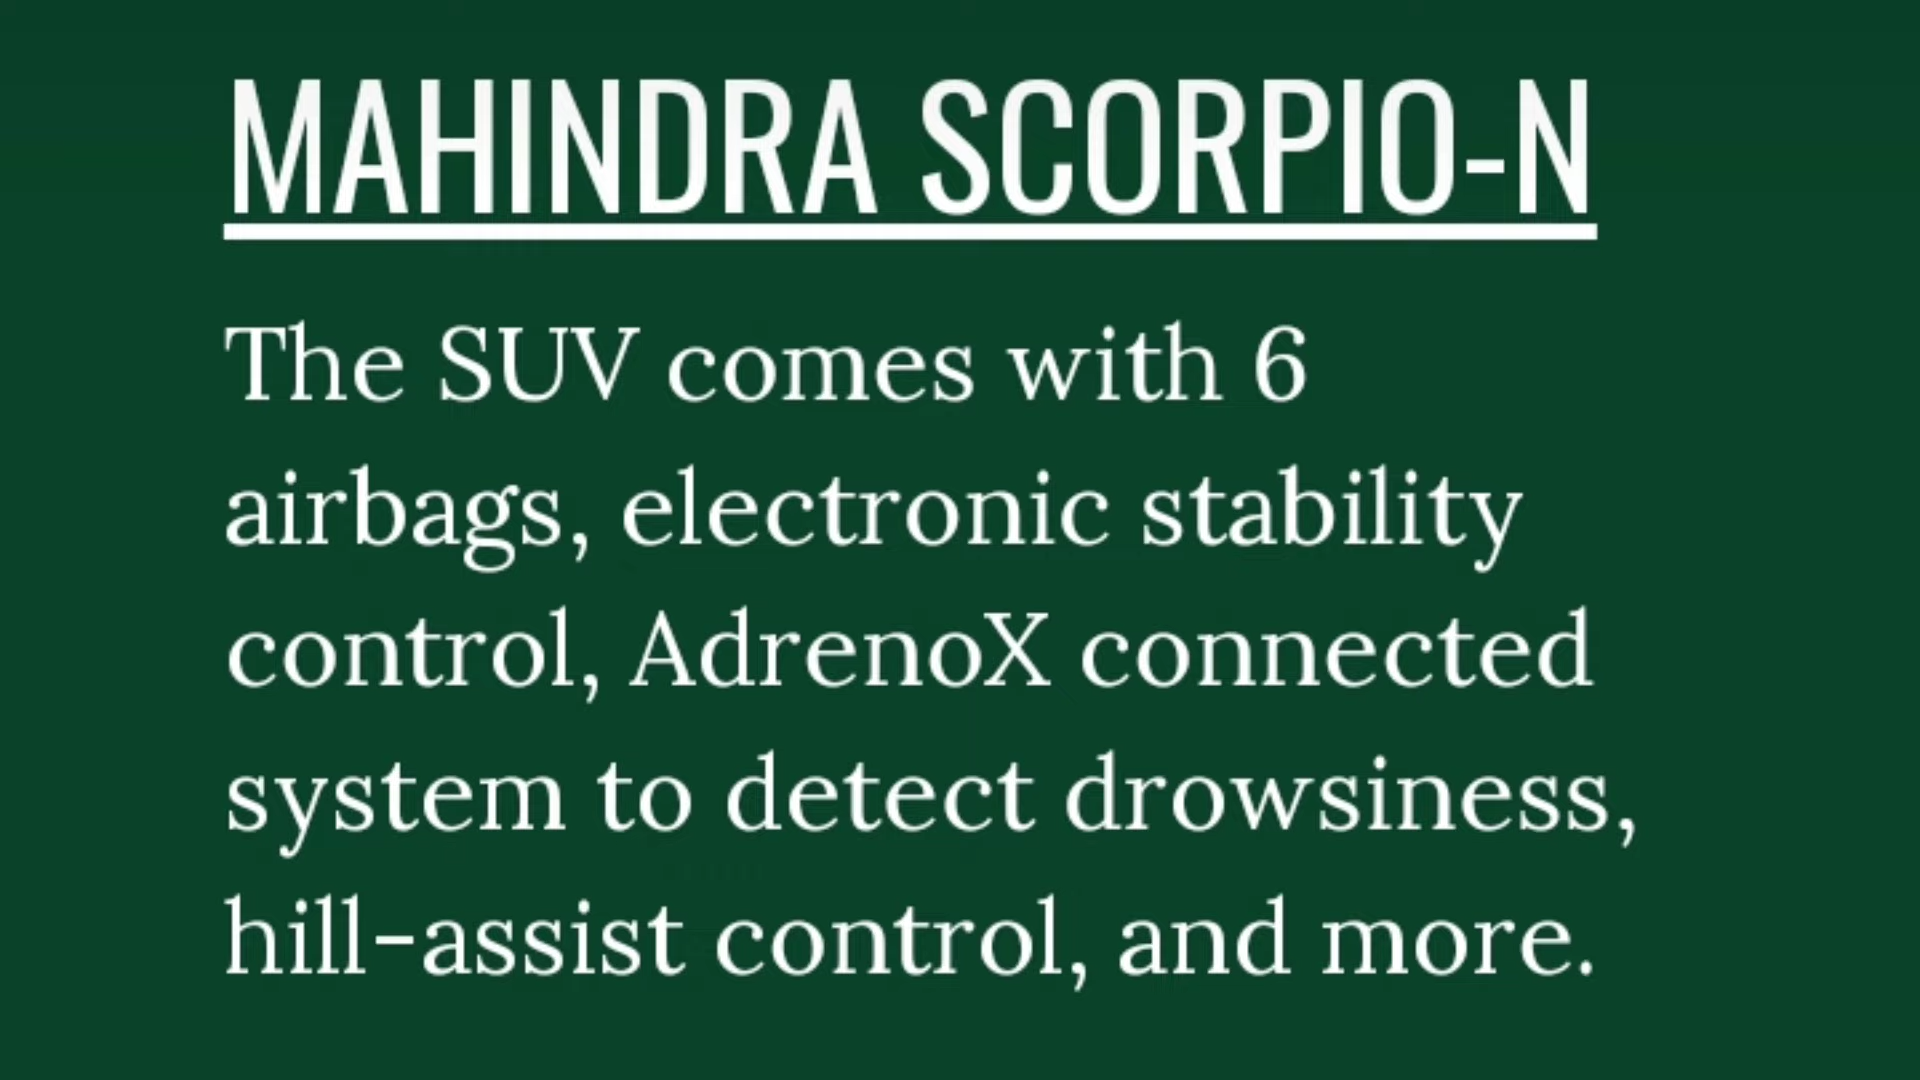 MAHINDRA SCORPIO-N
The SUV comes with 6
airbags, electronic stability
control, AdrenoX connected
system to detect drowsiness,
hill-assist control, and more.